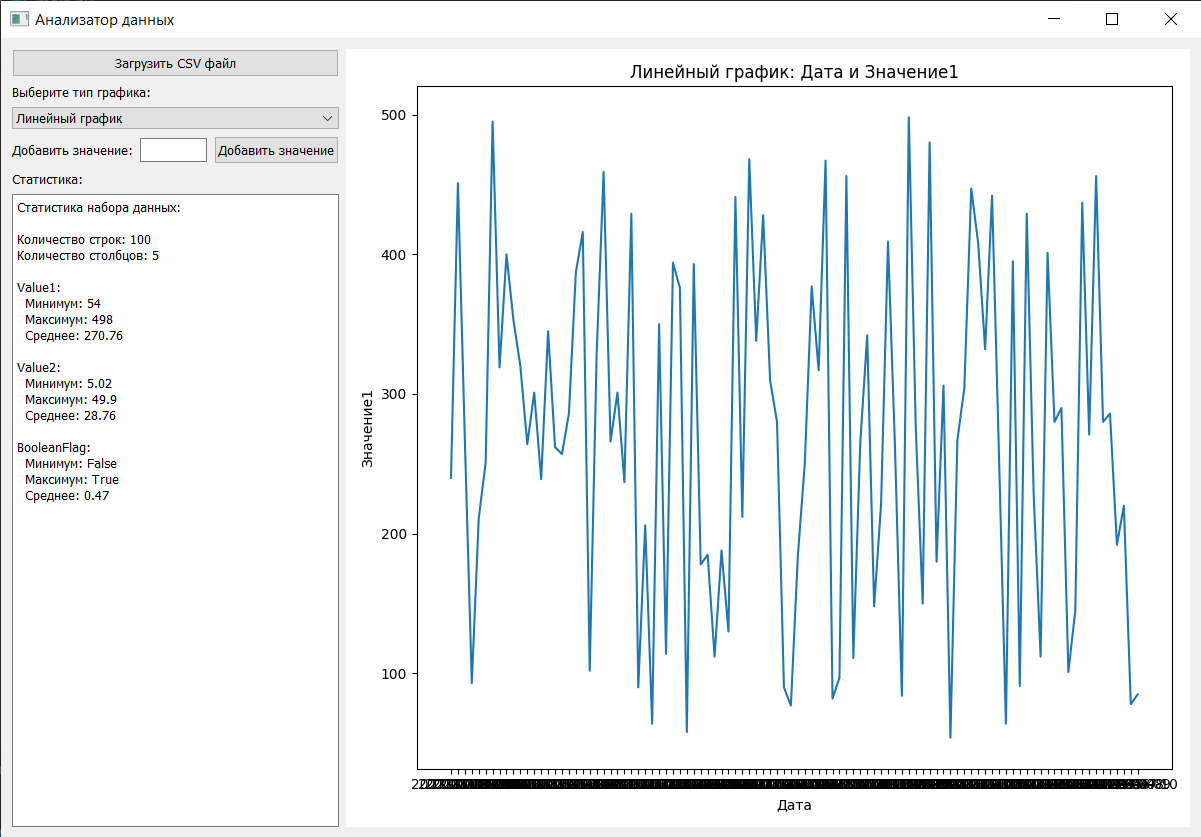 Анализатор данных
Загрузить CSV файл
Выберите тип графика:
Линейный график
Добавить значение:
Добавить значение
Статистика:
Статистика набора данных:
Количество строк: 100
Количество столбцов: 5
Value1:
Минимум: 54
Максимум: 498
Среднее: 270.76
Value2:
Минимум: 5.02
Максимум: 49.9
Среднее: 28.76
BooleanFlag:
Минимум: False
Максимум: True
Среднее: 0.47
Линейный график: Дата и Значение1
500
400
300
200
100
Значение1
Дата